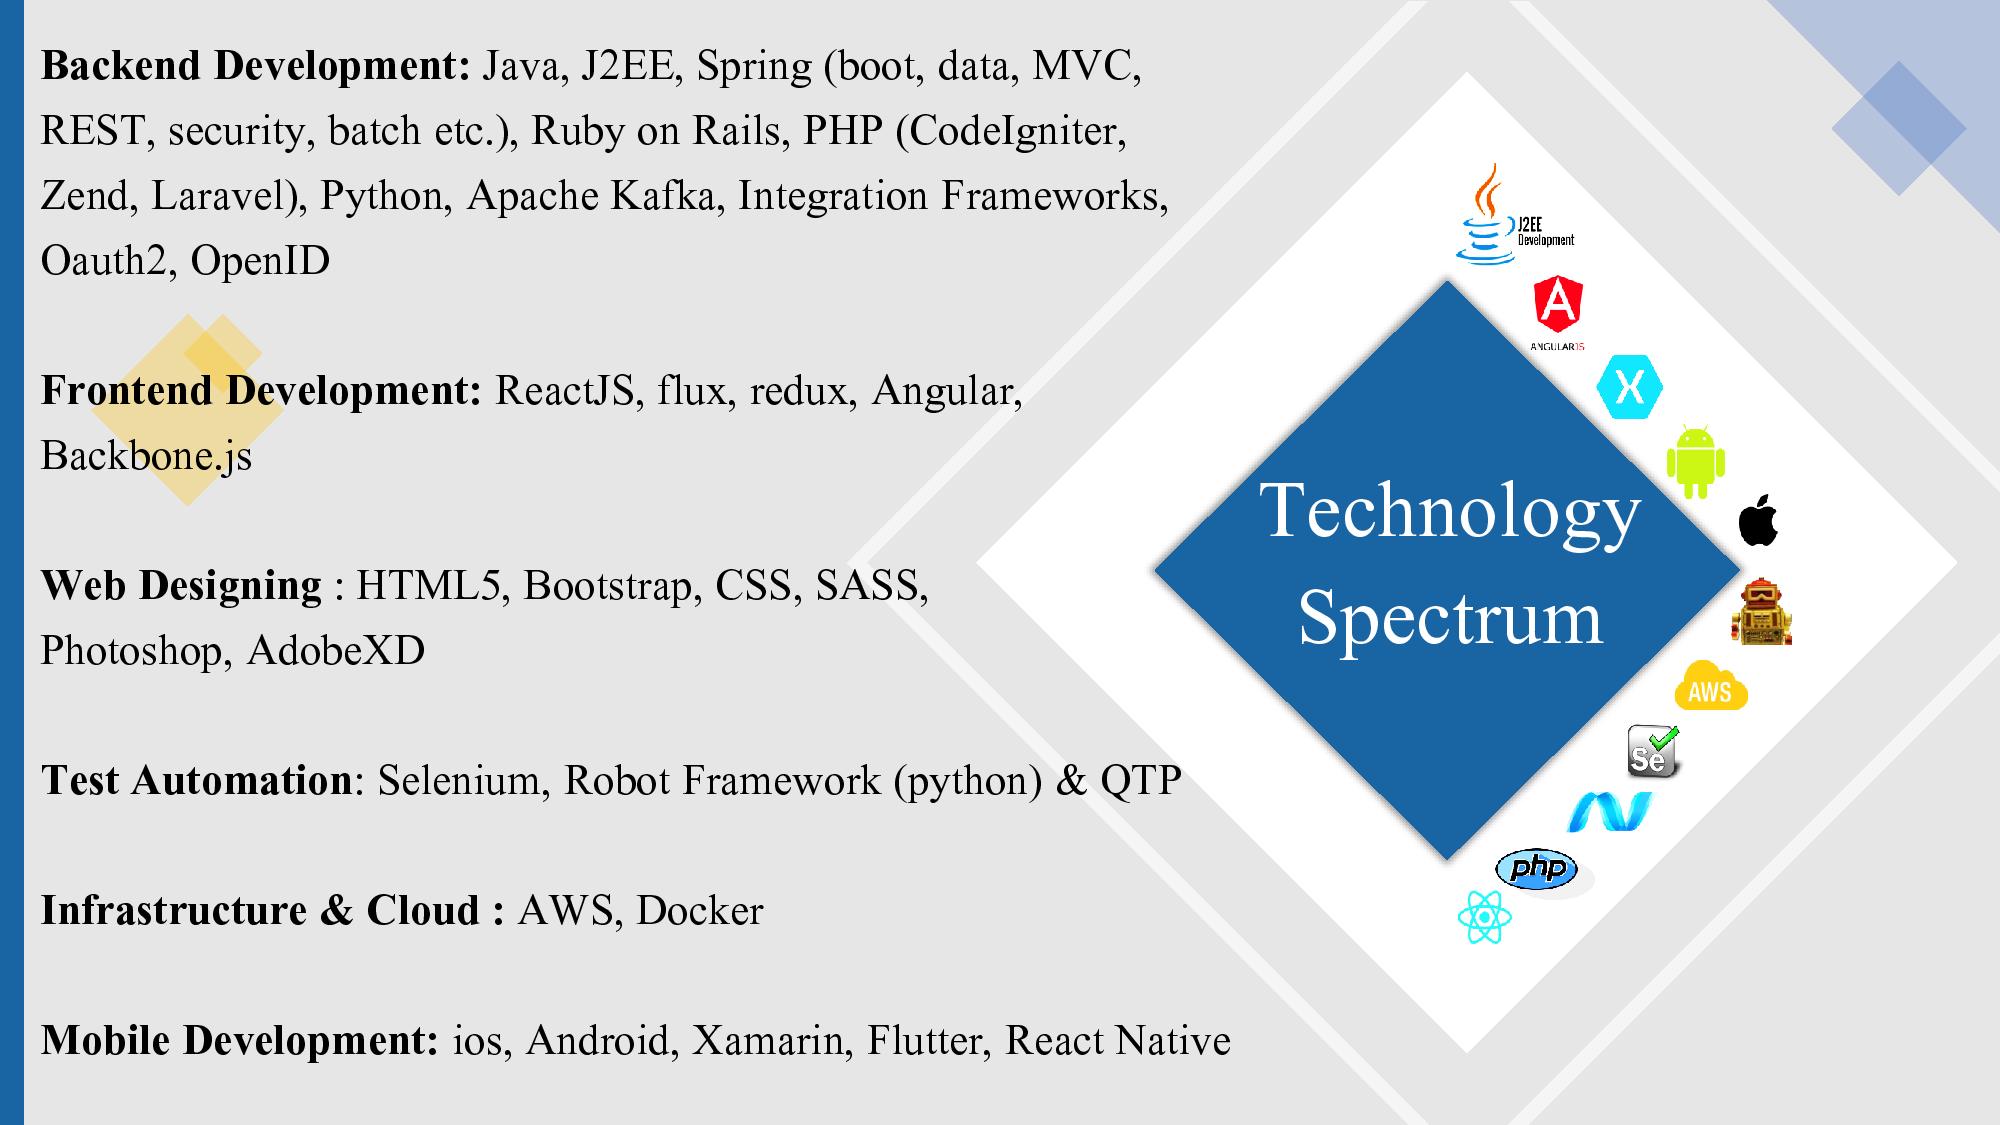 Backend Development: Java, J2EE, Spring (boot, data, MVC,
REST, security, batch etc.), Ruby on Rails, PHP (CodeIgniter,
Zend, Laravel), Python, Apache Kafka, Integration Frameworks,
Oauth2, OpenID
Frontend Development: ReactJS, flux, redux, Angular,
Backbone.js
Web Designing : HTML5, Bootstrap, CSS, SASS,
Photoshop, AdobeXD
Test Automation: Selenium, Robot Framework (python) & QTP
Infrastructure & Cloud : AWS, Docker
Mobile Development: ios, Android, Xamarin, Flutter, React Native
Technology
Spectrum
J2EE
Development
A
ANGULARJS
X
AWS
Se
php